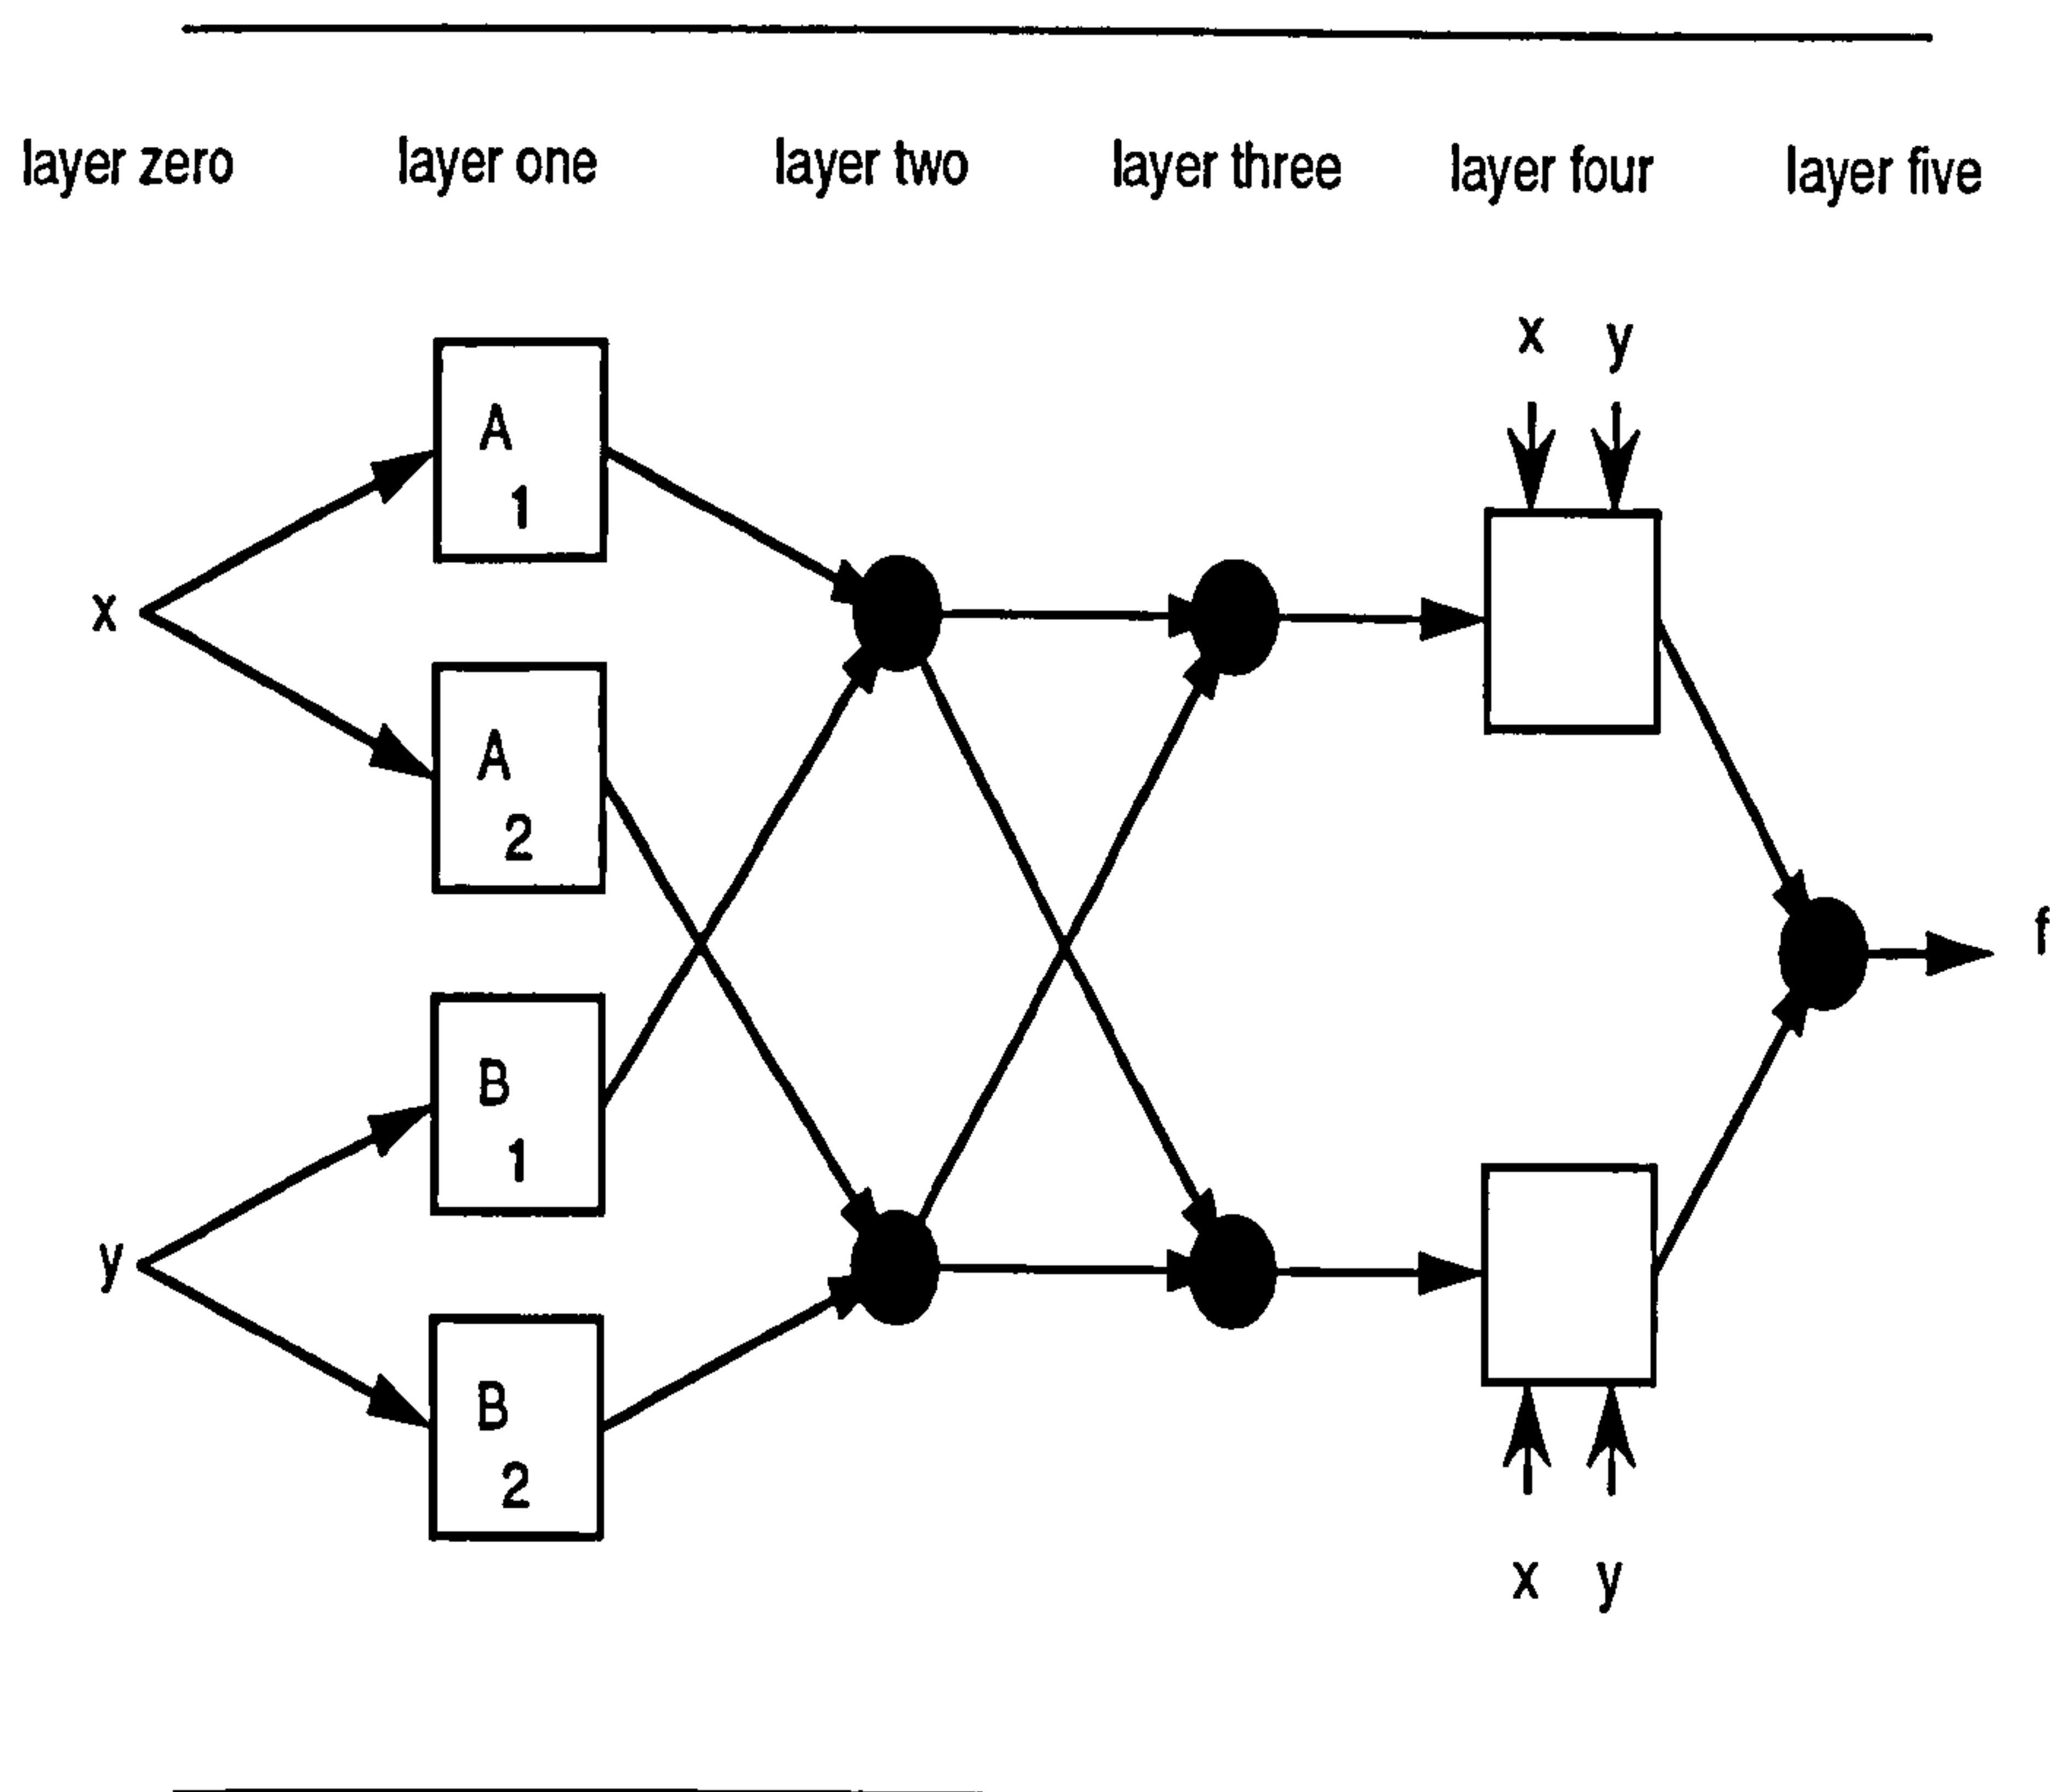 layer zero layer one layer two layer three layer four layer five
x y
A
1
x
A
2
f
B
1
y
B
2
x y